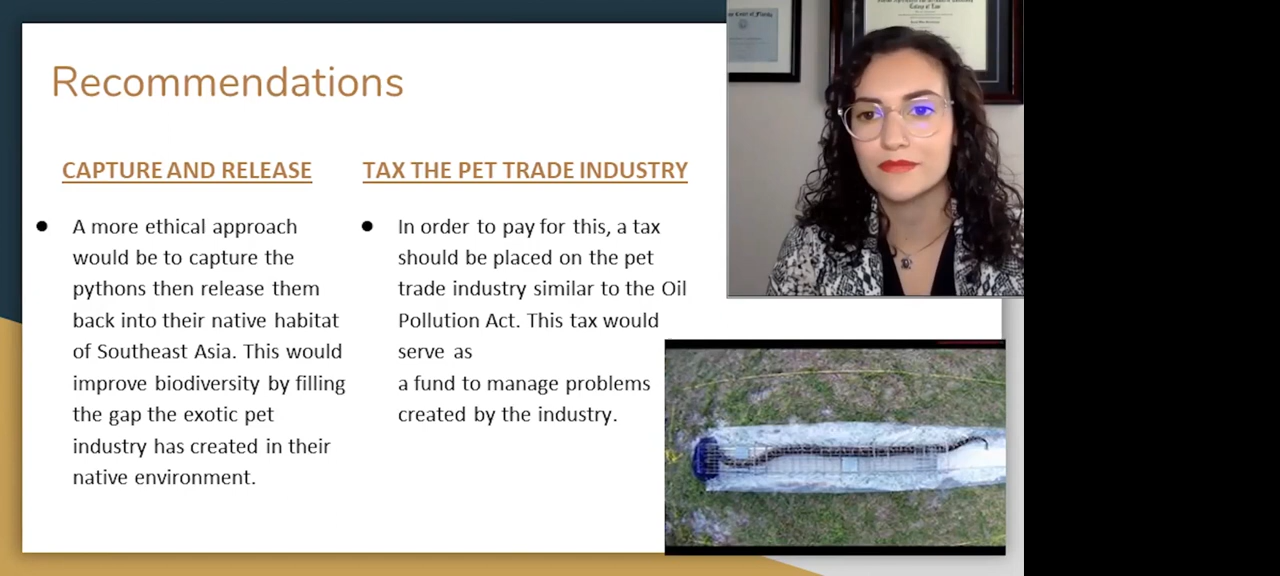 Recommendations
CAPTURE AND RELEASE
A more ethical approach
would be to capture the
pythons then release them
back into their native habitat
of Southeast Asia. This would
improve biodiversity by filling
the gap the exotic pet
industry has created in their
native environment.
TAX THE PET TRADE INDUSTRY
In order to pay for this, a tax
should be placed on the pet
trade industry similar to the Oil
Pollution Act. This tax would
serve as
a fund to manage problems
created by the industry.
College of Law